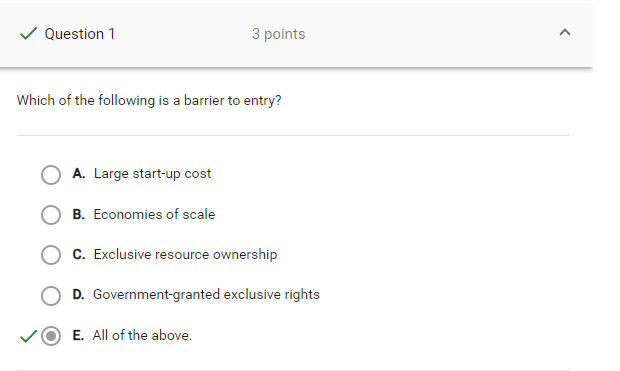 Question 1 3 points
Which of the following is a barrier to entry?
A. Large start-up cost
B. Economies of scale
C. Exclusive resource ownership
D. Government-granted exclusive rights
E. All of the above.